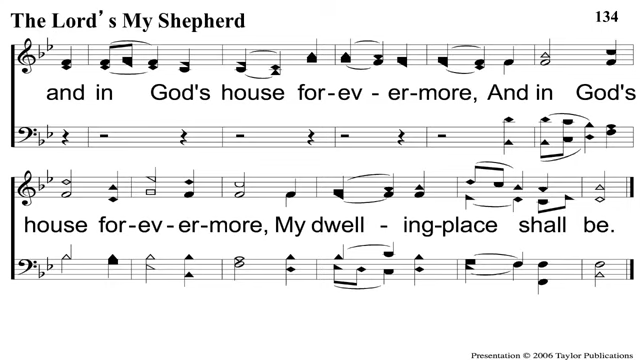 The Lord's My Shepherd 134
and in God's house for-ev - er-more, And in God's
house for-ev-er-more, My dwell - ing-place shall be.
Presentation © 2006 Taylor Publications